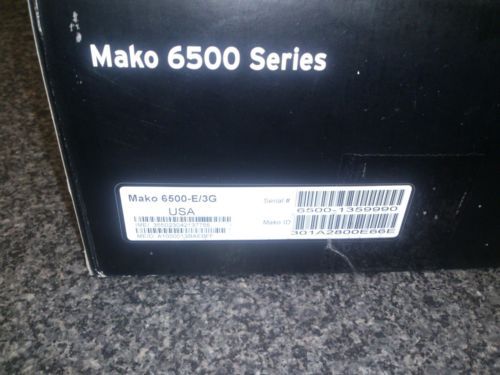 Mako 6500 Series
Mako 6500-E/3G
USA
Serial #
6500-1359990
Mako ID
301A2800E66E